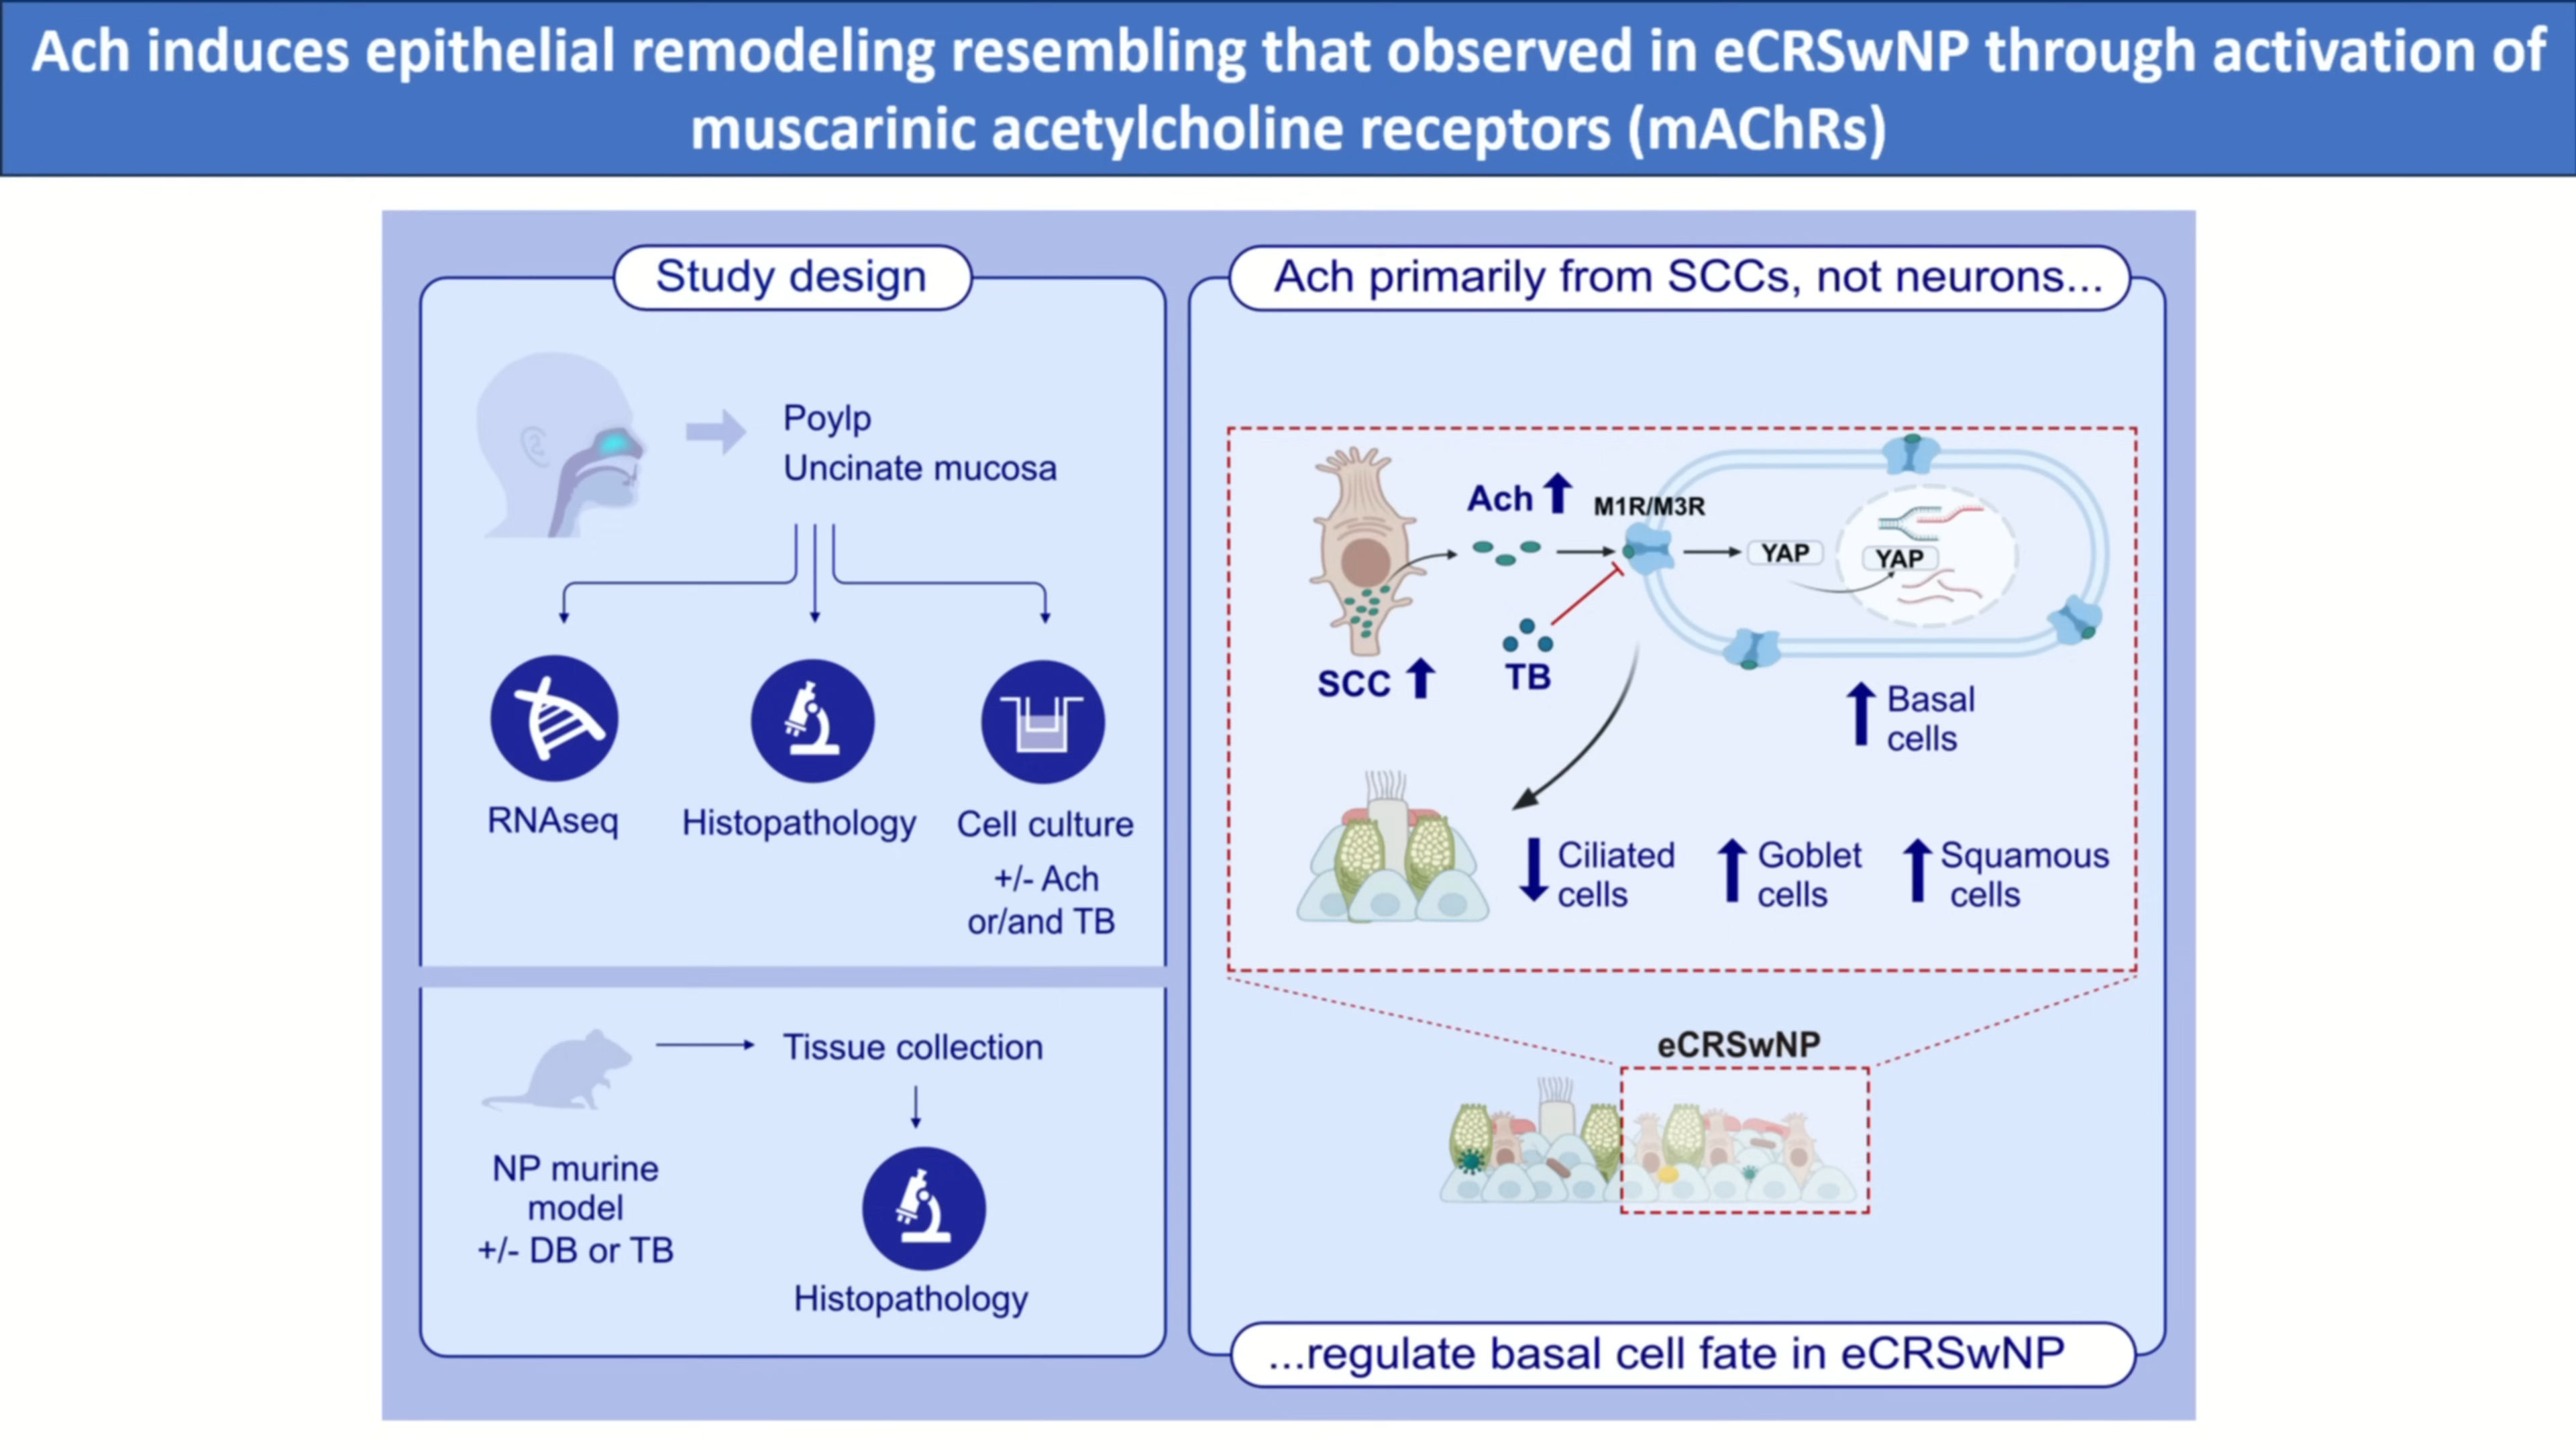 Ach induces epithelial remodeling resembling that observed in eCRSwNP through activation of
muscarinic acetylcholine receptors (mAChRs)
Study design
Poylp
Uncinate mucosa
RNAseq
Histopathology
Cell culture
+/- Ach
or/and TB
Tissue collection
NP murine
model
+/- DB or TB
Histopathology
Ach primarily from SCCs, not neurons...
Ach
M1R/M3R
YAP
YAP
SCC
TB
Basal
cells
Ciliated
cells
Goblet
cells
Squamous
cells
eCRSwNP
...regulate basal cell fate in eCRSwNP